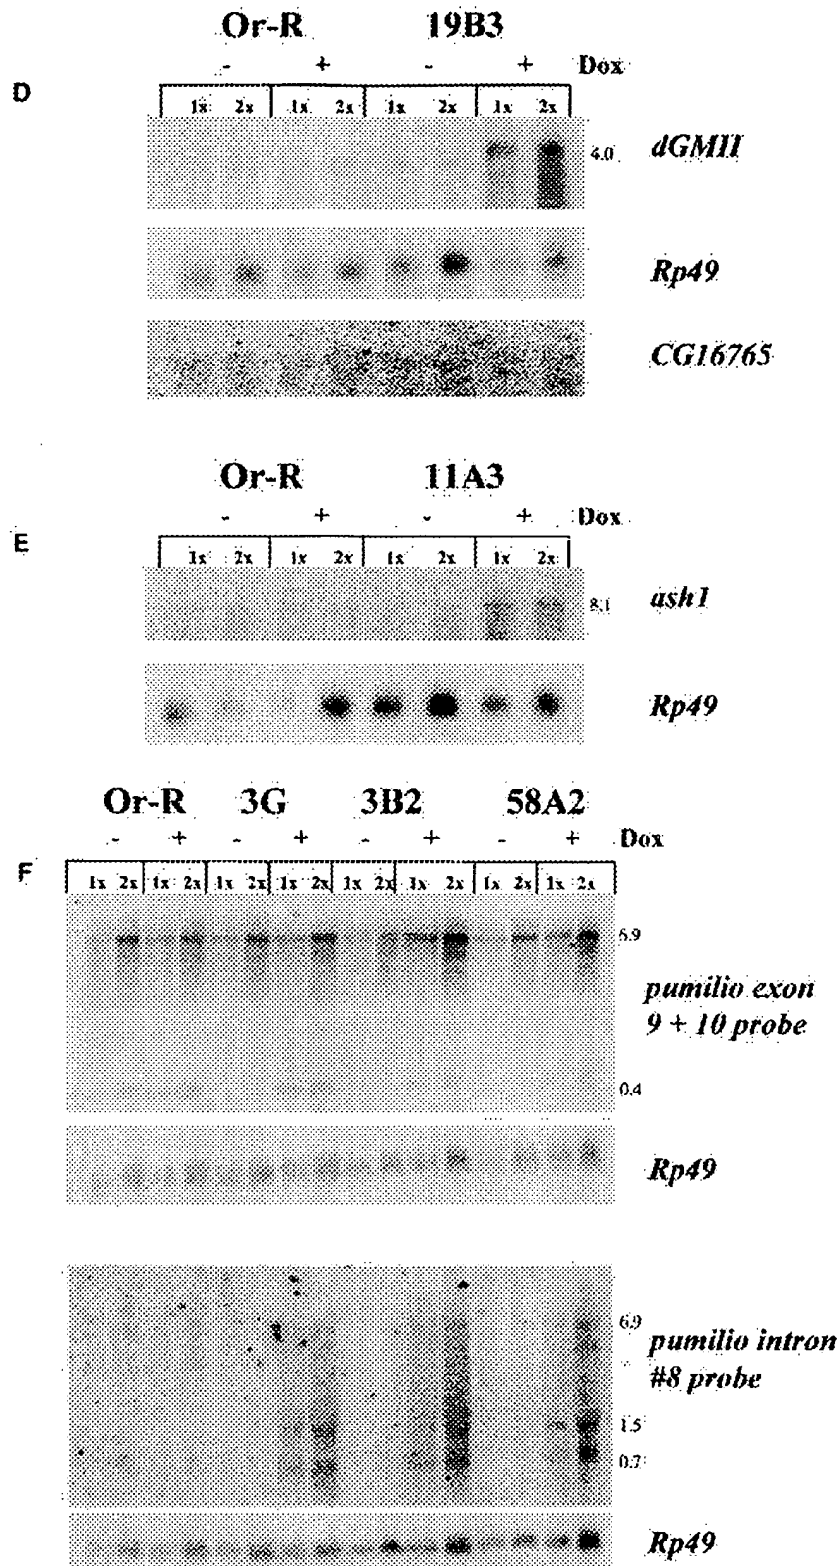 Or-R 19B3
- + - + Dox
D
1x 2x 1x 2x 1x 2x 1x 2x
4.0 dGMII
Rp49
CG16765
Or-R 11A3
- + - + Dox
E
1x 2x 1x 2x 1x 2x 1x 2x
8.1 ash1
Rp49
Or-R 3G 3B2 58A2
- + - + - + - + Dox
F
1x 2x 1x 2x 1x 2x 1x 2x 1x 2x 1x 2x 1x 2x 1x 2x
6.9
pumilio exon
9 + 10 probe
0.4
Rp49
6.9
pumilio intron
#8 probe
1.5
0.7
Rp49